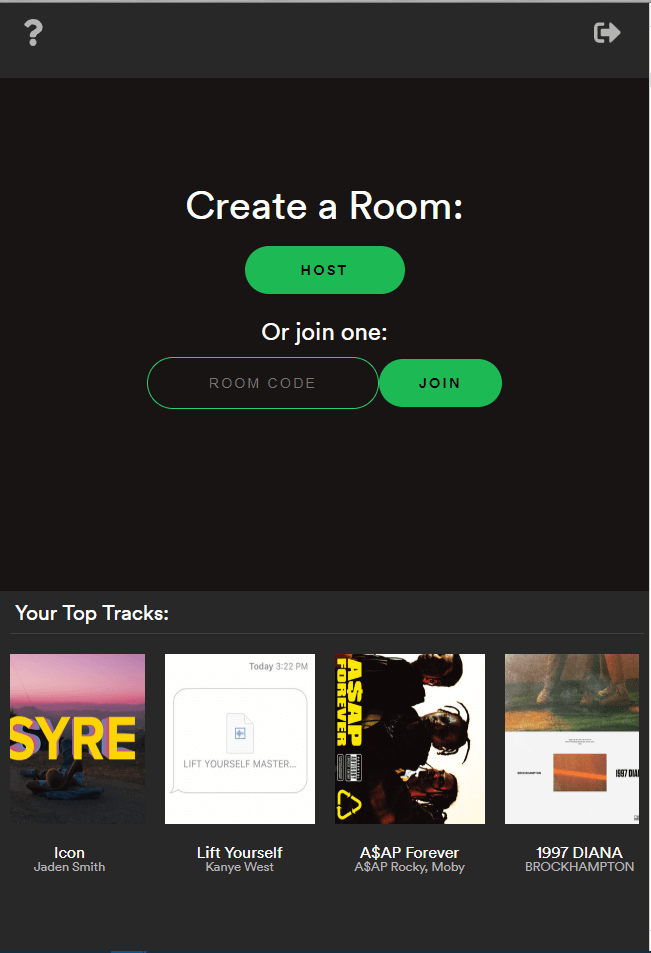 ?
Create a Room:
HOST
Or join one:
ROOM CODE
JOIN
Your Top Tracks:
SYRE
Today 3:22 PM
LIFT YOURSELF MASTER...
A$AP
FOREVER
BROCKHAMPTON
1997 DIA
Icon
Jaden Smith
Lift Yourself
Kanye West
A$AP Forever
A$AP Rocky, Moby
1997 DIANA
BROCKHAMPTON